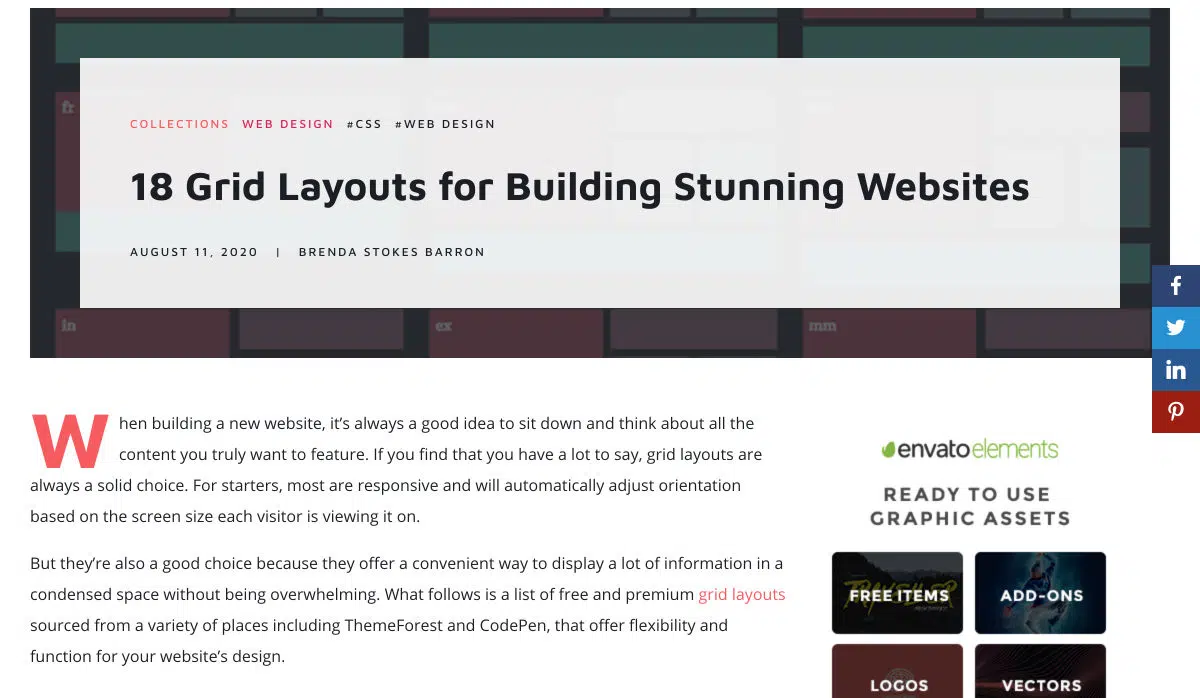 fr
COLLECTIONS WEB DESIGN #CSS #WEB DESIGN
18 Grid Layouts for Building Stunning Websites
AUGUST 11, 2020 | BRENDA STOKES BARRON
in ex mm
When building a new website, it’s always a good idea to sit down and think about all the
content you truly want to feature. If you find that you have a lot to say, grid layouts are
always a solid choice. For starters, most are responsive and will automatically adjust orientation
based on the screen size each visitor is viewing it on.
But they’re also a good choice because they offer a convenient way to display a lot of information in a
condensed space without being overwhelming. What follows is a list of free and premium grid layouts
sourced from a variety of places including ThemeForest and CodePen, that offer flexibility and
function for your website’s design.
envato elements
READY TO USE
GRAPHIC ASSETS
FREE ITEMS ADD-ONS
LOGOS VECTORS
f
in